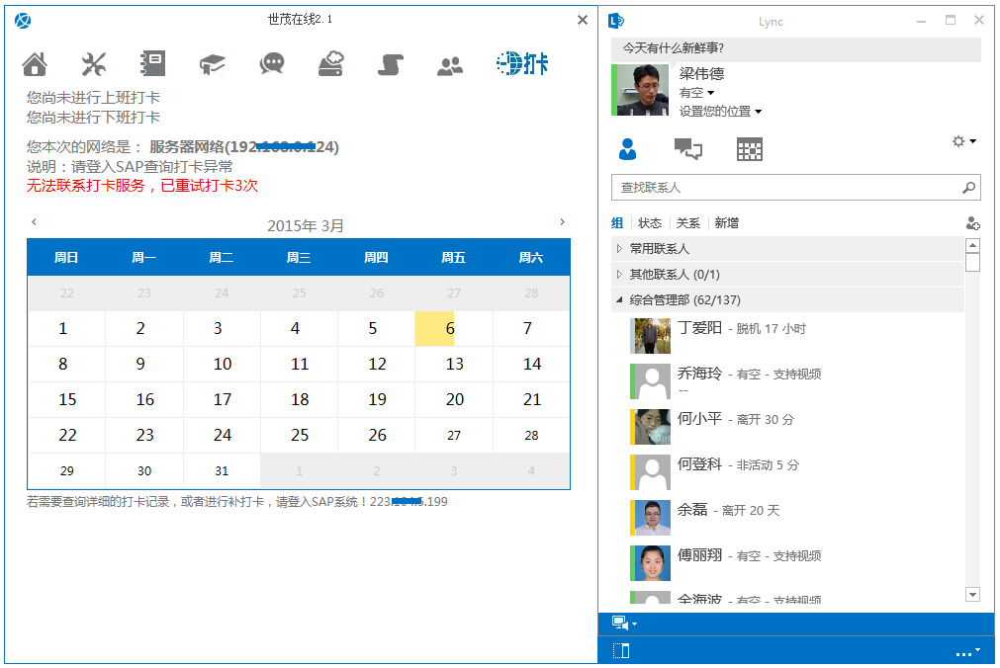 世茂在线2.1
打卡
您尚未进行上班打卡
您尚未进行下班打卡
您本次的网络是： 服务器网络(192.168.0.124)
说明：请登入SAP查询打卡异常
无法联系打卡服务，已重试打卡3次
2015年 3月
周日 周一 周二 周三 周四 周五 周六
22 23 24 25 26 27 28
1 2 3 4 5 6 7
8 9 10 11 12 13 14
15 16 17 18 19 20 21
22 23 24 25 26 27 28
29 30 31 1 2 3 4
若需要查询详细的打卡记录，或者进行补打卡，请登入SAP系统！223. .199
Lync
今天有什么新鲜事?
梁伟德
有空
设置您的位置
查找联系人
组 状态 关系 新增
常用联系人
其他联系人 (0/1)
综合管理部 (62/137)
丁爱阳 - 脱机 17 小时
乔海玲 - 有空 - 支持视频
--
何小平 - 离开 30 分
何登科 - 非活动 5 分
余磊 - 离开 20 天
傅丽翔 - 有空 - 支持视频
全海波 - 有空 - 支持视频